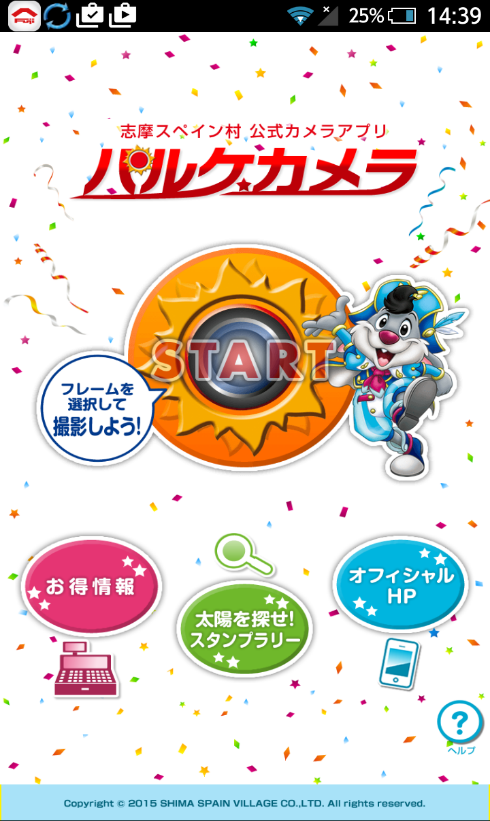 25% 14:39
志摩スペイン村 公式カメラアプリ
パルケカメラ
START
フレームを
選択して
撮影しよう!
お得情報
太陽を探せ!
スタンプラリー
オフィシャル
HP
?
ヘルプ
Copyright © 2015 SHIMA SPAIN VILLAGE CO.,LTD. All rights reserved.